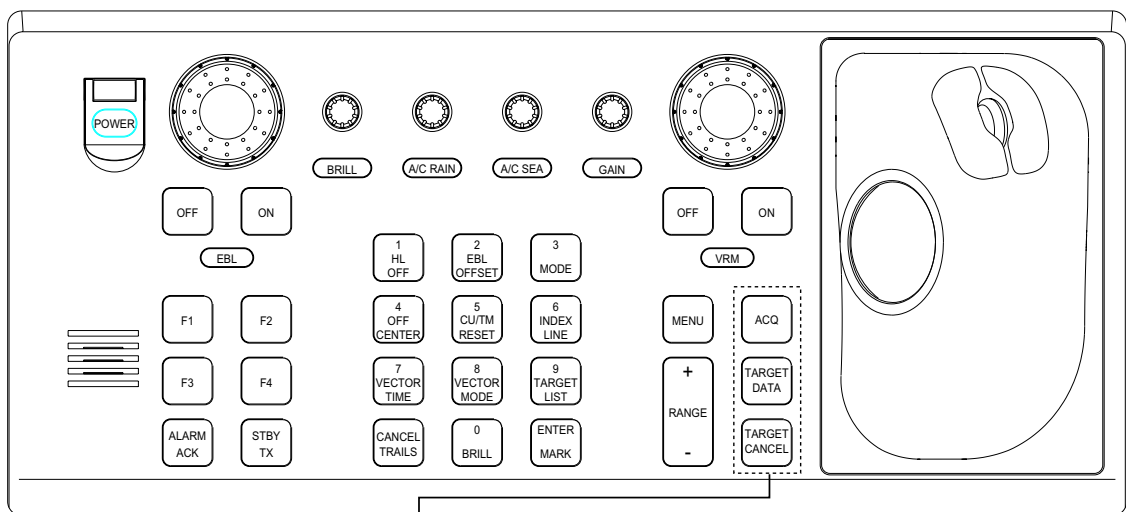 POWER
BRILL
A/C RAIN
A/C SEA
GAIN
OFF
ON
EBL
OFF
ON
VRM
1
HL
OFF
2
EBL
OFFSET
3
MODE
F1
F2
4
OFF
CENTER
5
CU/TM
RESET
6
INDEX
LINE
MENU
ACQ
F3
F4
7
VECTOR
TIME
8
VECTOR
MODE
9
TARGET
LIST
+
RANGE
-
TARGET
DATA
ALARM
ACK
STBY
TX
CANCEL
TRAILS
0
BRILL
ENTER
MARK
TARGET
CANCEL